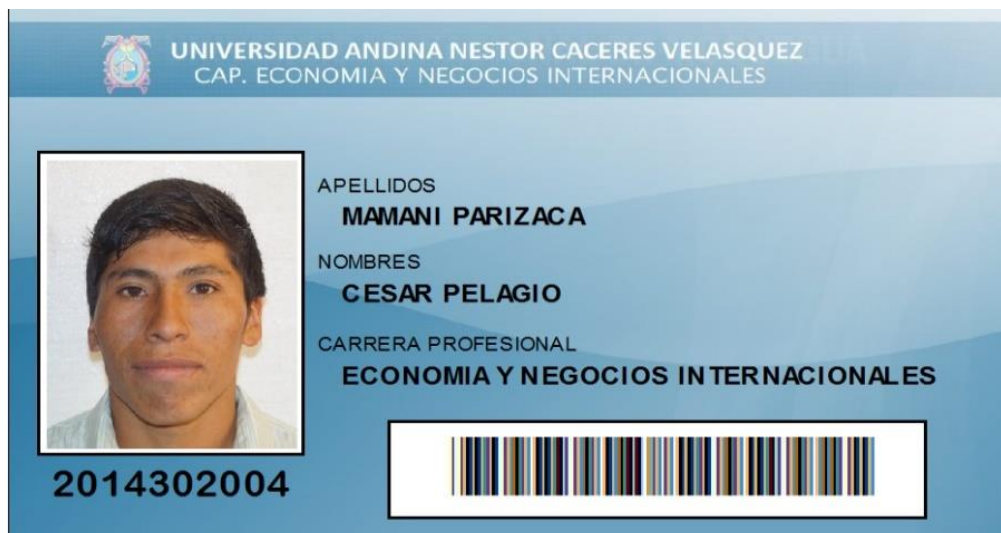 UNIVERSIDAD ANDINA NESTOR CACERES VELASQUEZ
CAP. ECONOMIA Y NEGOCIOS INTERNACIONALES
APELLIDOS
MAMANI PARIZACA
NOMBRES
CESAR PELAGIO
CARRERA PROFESIONAL
ECONOMIA Y NEGOCIOS INTERNACIONALES
2014302004